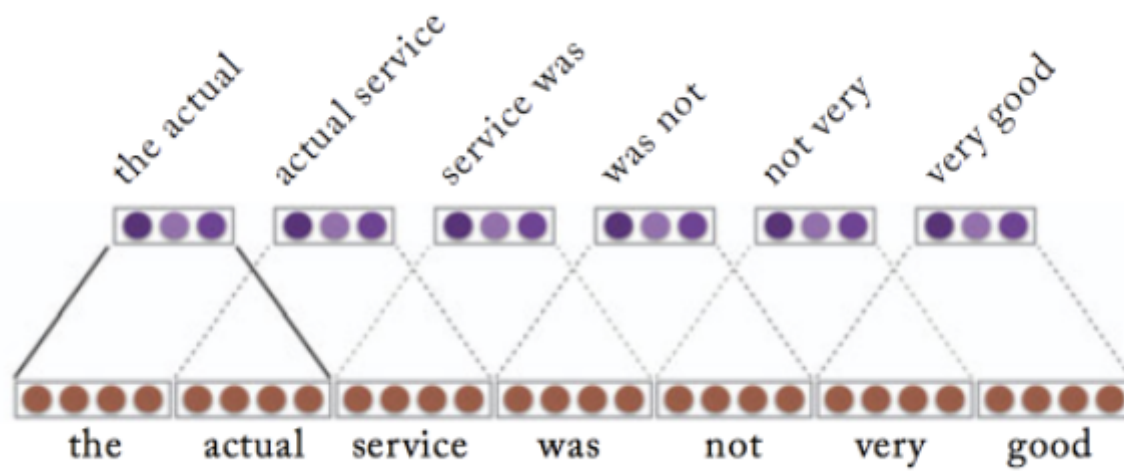 the actual
actual service
service was
was not
not very
very good
the actual service was not very good